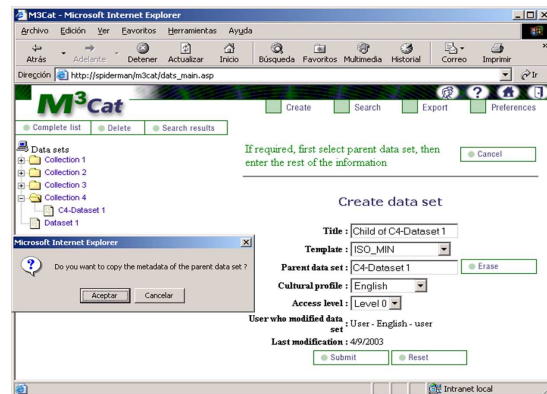 M3Cat - Microsoft Internet Explorer
Archivo Edición Ver Favoritos Herramientas Ayuda
Atrás Adelante Detener Actualizar Inicio Búsqueda Favoritos Multimedia Historial Correo Imprimir »
Dirección http://spiderman/m3cat/dats_main.asp Ir
M3Cat
Create Search Export Preferences
Complete list Delete Search results
Data sets
Collection 1
Collection 2
Collection 3
Collection 4
C4-Dataset 1
Dataset 1
If required, first select parent data set, then
enter the rest of the information
Cancel
Create data set
Title : Child of C4-Dataset 1
Template : ISO_MIN
Parent data set : C4-Dataset 1 Erase
Cultural profile : English
Access level : Level 0
User who modified data
set : User - English - user
Last modification : 4/9/2003
Submit Reset
Microsoft Internet Explorer
Do you want to copy the metadata of the parent data set ?
Aceptar Cancelar
Intranet local